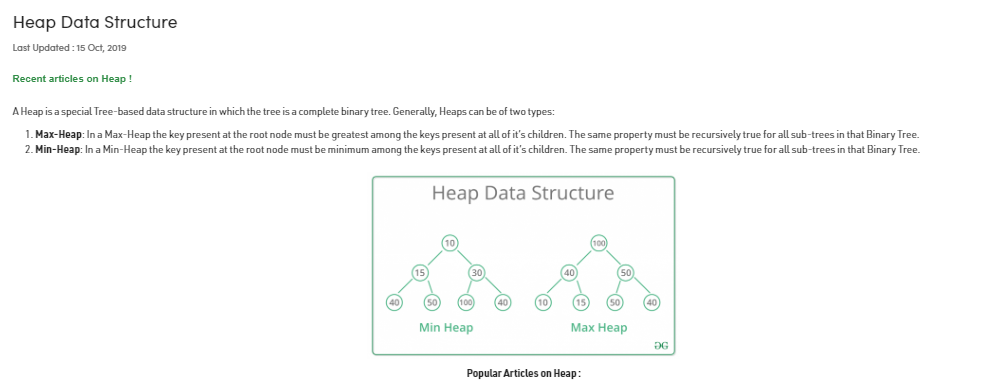 Heap Data Structure
Last Updated : 15 Oct, 2019
Recent articles on Heap !
A Heap is a special Tree-based data structure in which the tree is a complete binary tree. Generally, Heaps can be of two types:
1. Max-Heap: In a Max-Heap the key present at the root node must be greatest among the keys present at all of it's children. The same property must be recursively true for all sub-trees in that Binary Tree.
2. Min-Heap: In a Min-Heap the key present at the root node must be minimum among the keys present at all of it's children. The same property must be recursively true for all sub-trees in that Binary Tree.
Heap Data Structure
10 100
15 30 40 50
40 50 100 40 10 15 50 40
Min Heap Max Heap
GG
Popular Articles on Heap :